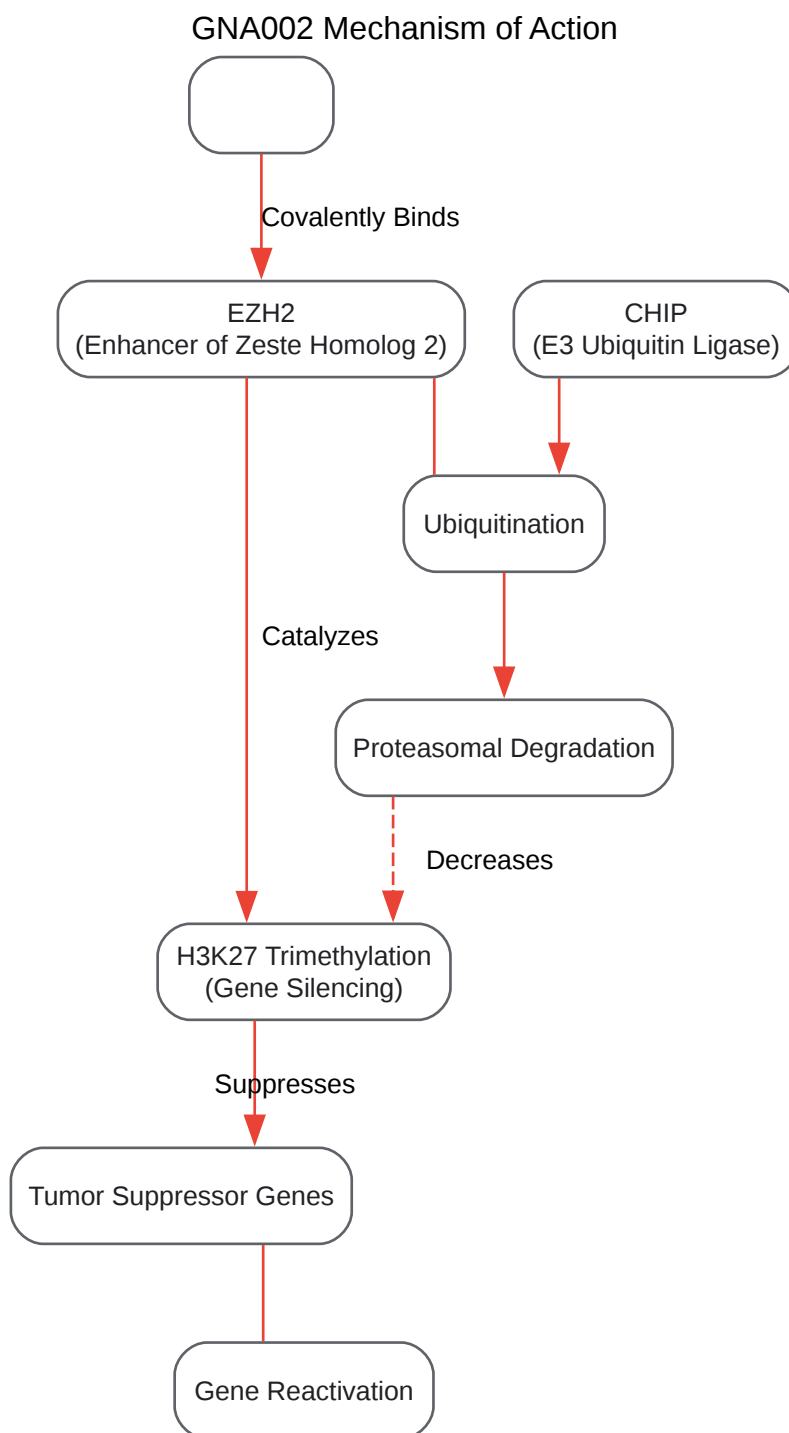 GNA002 Mechanism of Action
Covalently Binds
EZH2
(Enhancer of Zeste Homolog 2)
CHIP
(E3 Ubiquitin Ligase)
Ubiquitination
Catalyzes
Proteasomal Degradation
Decreases
H3K27 Trimethylation
(Gene Silencing)
Suppresses
Tumor Suppressor Genes
Gene Reactivation